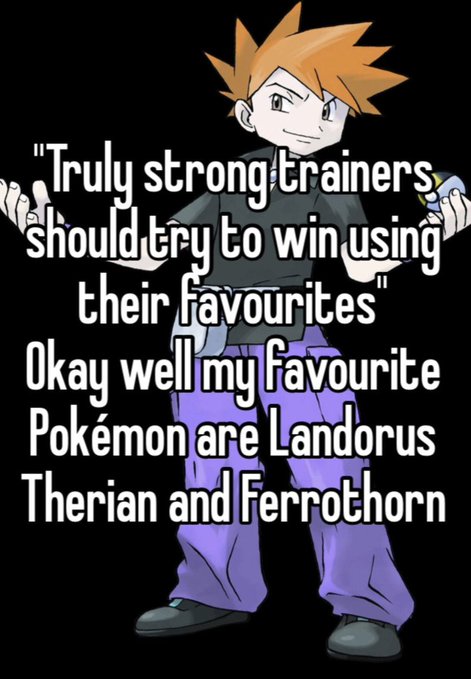 "Truly strong trainers
should try to win using
their favourites"
Okay well my favourite
Pokémon are Landorus
Therian and Ferrothorn